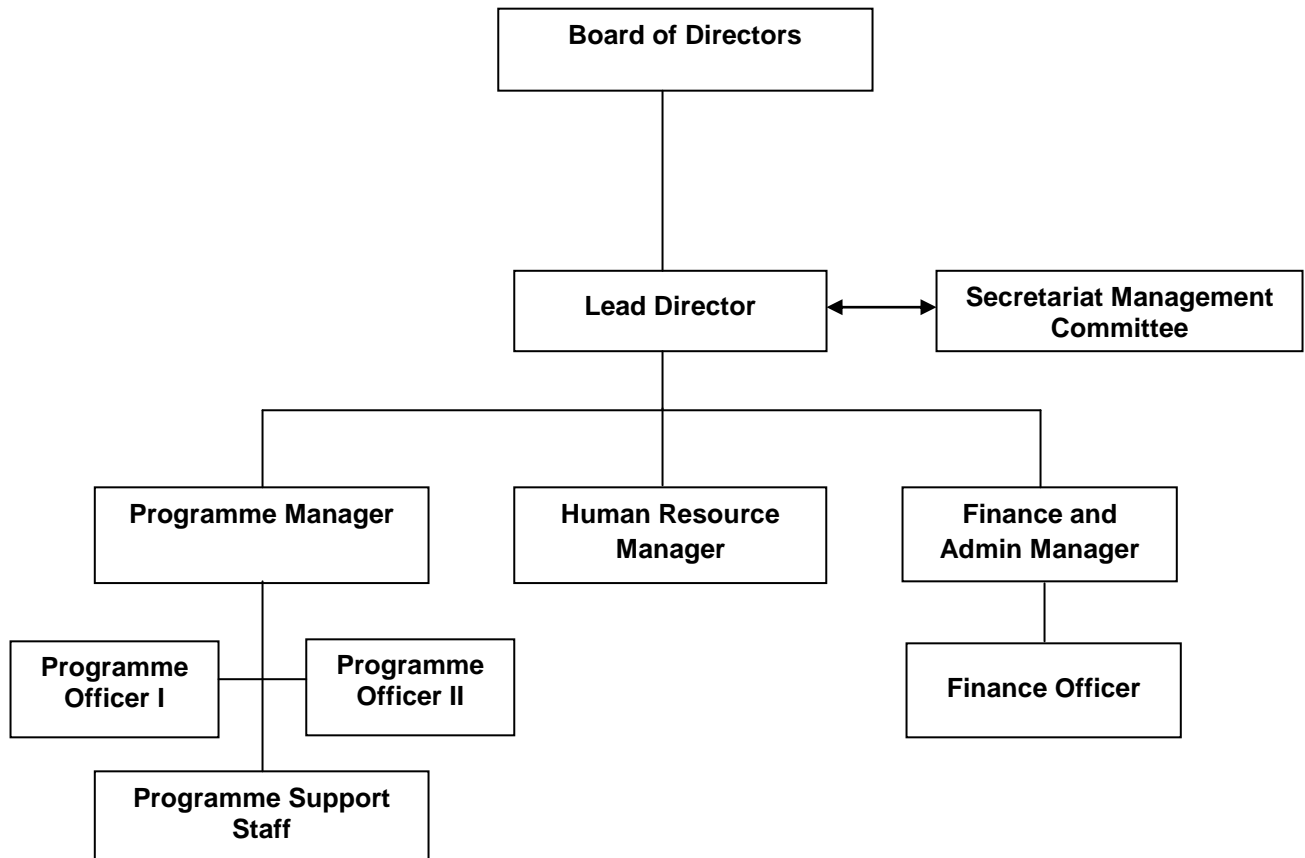 Board of Directors
Lead Director
Secretariat Management
Committee
Programme Manager
Human Resource
Manager
Finance and
Admin Manager
Programme
Officer I
Programme
Officer II
Finance Officer
Programme Support
Staff